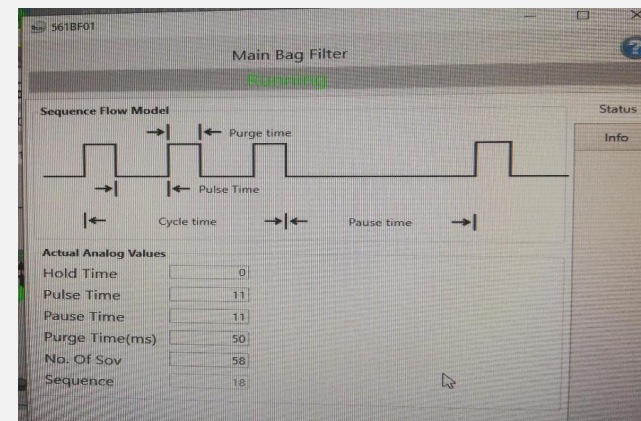 561BF01
Main Bag Filter
Running
Sequence Flow Model
Status
Purge time
Info
Pulse Time
Cycle time
Pause time
Actual Analog Values
Hold Time 0
Pulse Time 11
Pause Time 11
Purge Time(ms) 50
No. Of Sov 58
Sequence 18